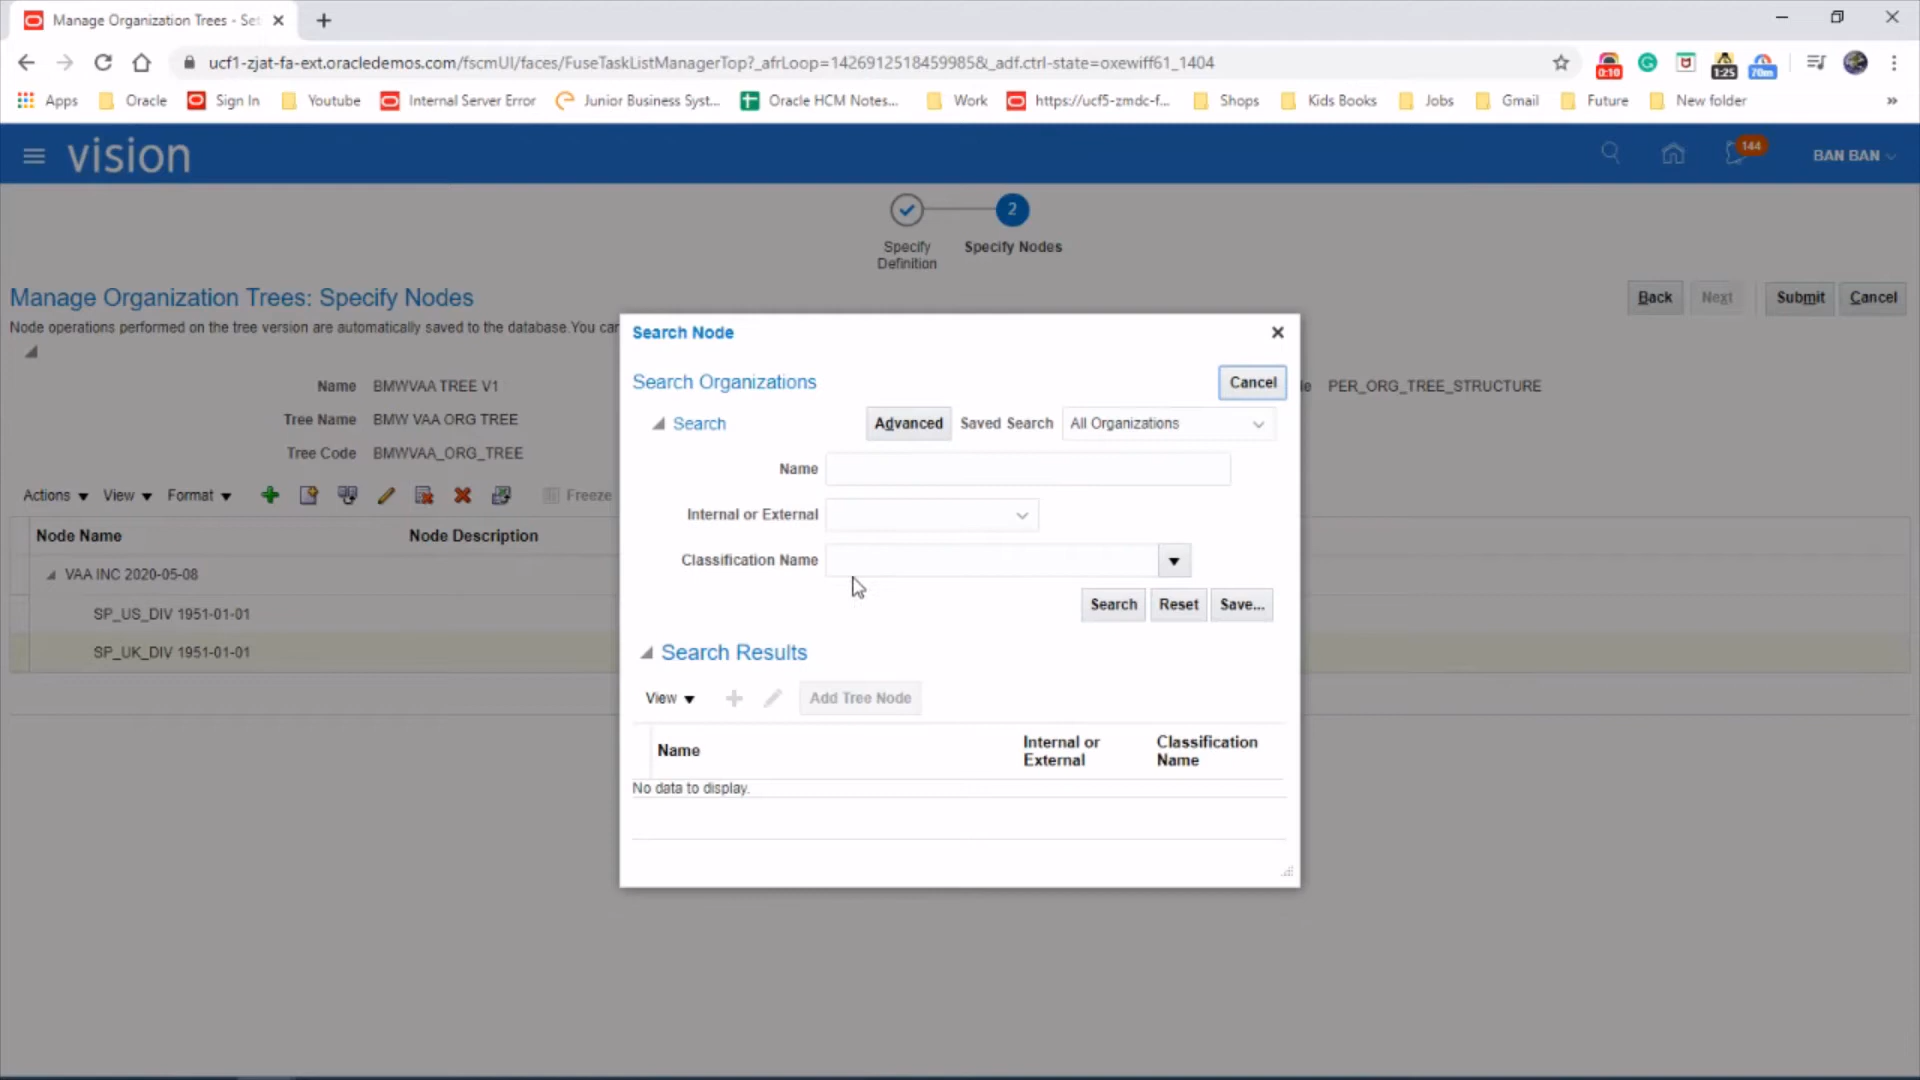 Manage Organization Trees - Set
ucf1-zjat-fa-ext.oracledemos.com/fscmUI/faces/FuseTaskListManagerTop?_afrLoop=14269125184599858&_adf.ctrl-state=oxewiff61_1404
0:10
1:25
70m
Apps
Oracle
Sign In
Youtube
Internal Server Error
Junior Business Syst...
Oracle HCM Notes...
Work
https://ucf5-zmdc-f...
Shops
Kids Books
Jobs
Gmail
Future
New folder
»
vision
144
BAN BAN
2
Specify Definition
Specify Nodes
Manage Organization Trees: Specify Nodes
Back
Next
Submit
Cancel
Node operations performed on the tree version are automatically saved to the database.You can
Name BMWVAA TREE V1
PER_ORG_TREE_STRUCTURE
Tree Name BMW VAA ORG TREE
Tree Code BMWVAA_ORG_TREE
Actions
View
Format
Freeze
Node Name
Node Description
VAA INC 2020-05-08
SP_US_DIV 1951-01-01
SP_UK_DIV 1951-01-01
Search Node
Search Organizations
Cancel
Search
Advanced
Saved Search
All Organizations
Name
Internal or External
Classification Name
Search
Reset
Save...
Search Results
View
Add Tree Node
Name
Internal or External
Classification Name
No data to display.